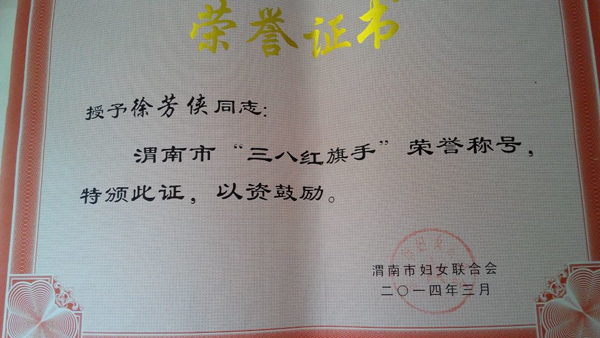 荣誉证书
授予徐芳侠同志：
渭南市“三八红旗手”荣誉称号，
特颁此证，以资鼓励。
渭南市妇女联合会
二〇一四年三月